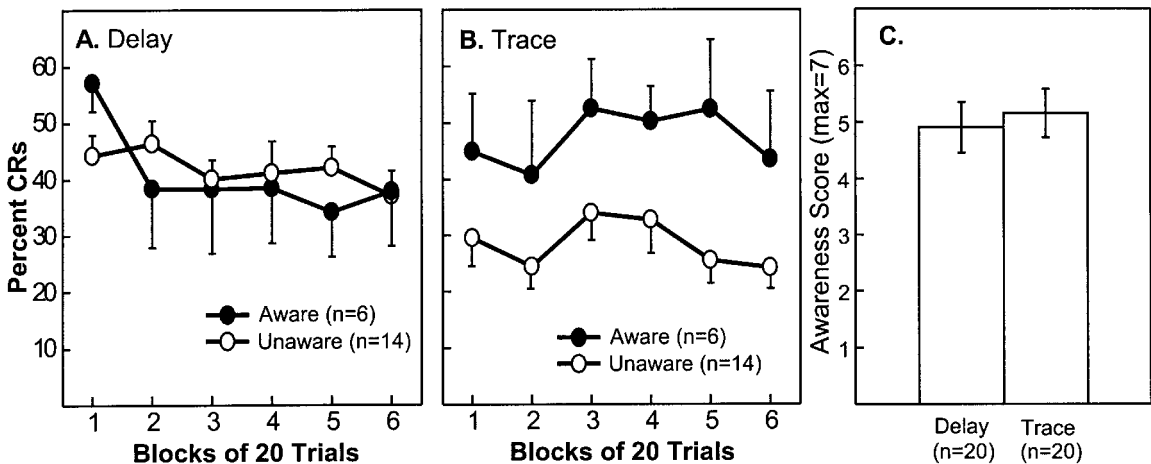 A. Delay
Percent CRs
60
50
40
30
20
10
Aware (n=6)
Unaware (n=14)
1 2 3 4 5 6
Blocks of 20 Trials
B. Trace
Aware (n=6)
Unaware (n=14)
1 2 3 4 5 6
Blocks of 20 Trials
C.
Awareness Score (max=7)
6
5
4
3
2
1
Delay
(n=20)
Trace
(n=20)